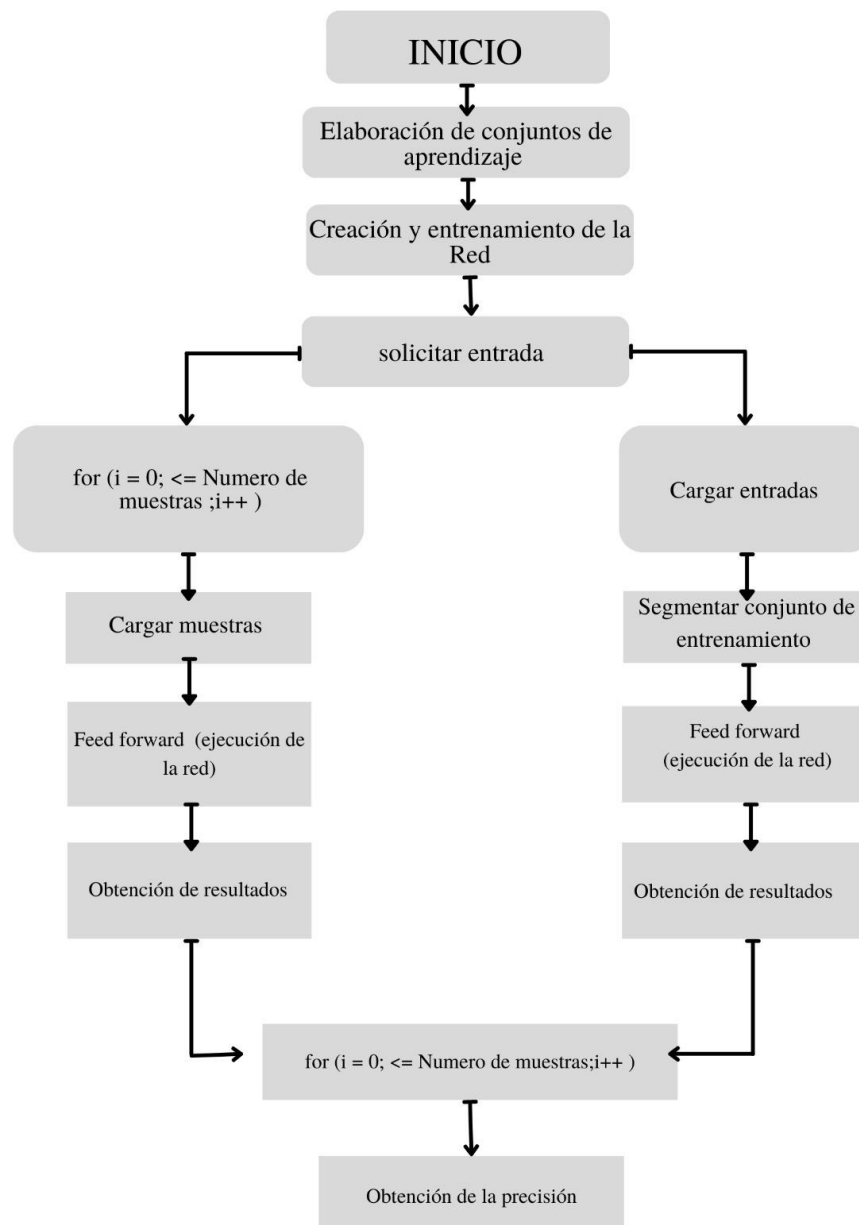 INICIO
Elaboración de conjuntos de
aprendizaje
Creación y entrenamiento de la
Red
solicitar entrada
for (i = 0; <= Numero de
muestras ;i++ )
Cargar muestras
Feed forward (ejecución de
la red)
Obtención de resultados
Cargar entradas
Segmentar conjunto de
entrenamiento
Feed forward
(ejecución de la red)
Obtención de resultados
for (i = 0; <= Numero de muestras;i++ )
Obtención de la precisión